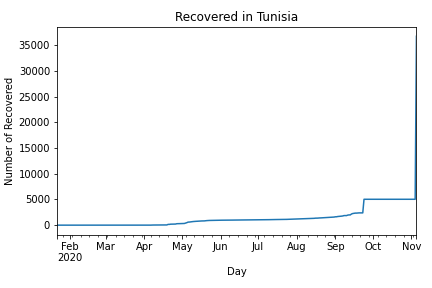 Recovered in Tunisia
Number of Recovered
35000
30000
25000
20000
15000
10000
5000
0
Feb Mar Apr May Jun Jul Aug Sep Oct Nov
2020
Day